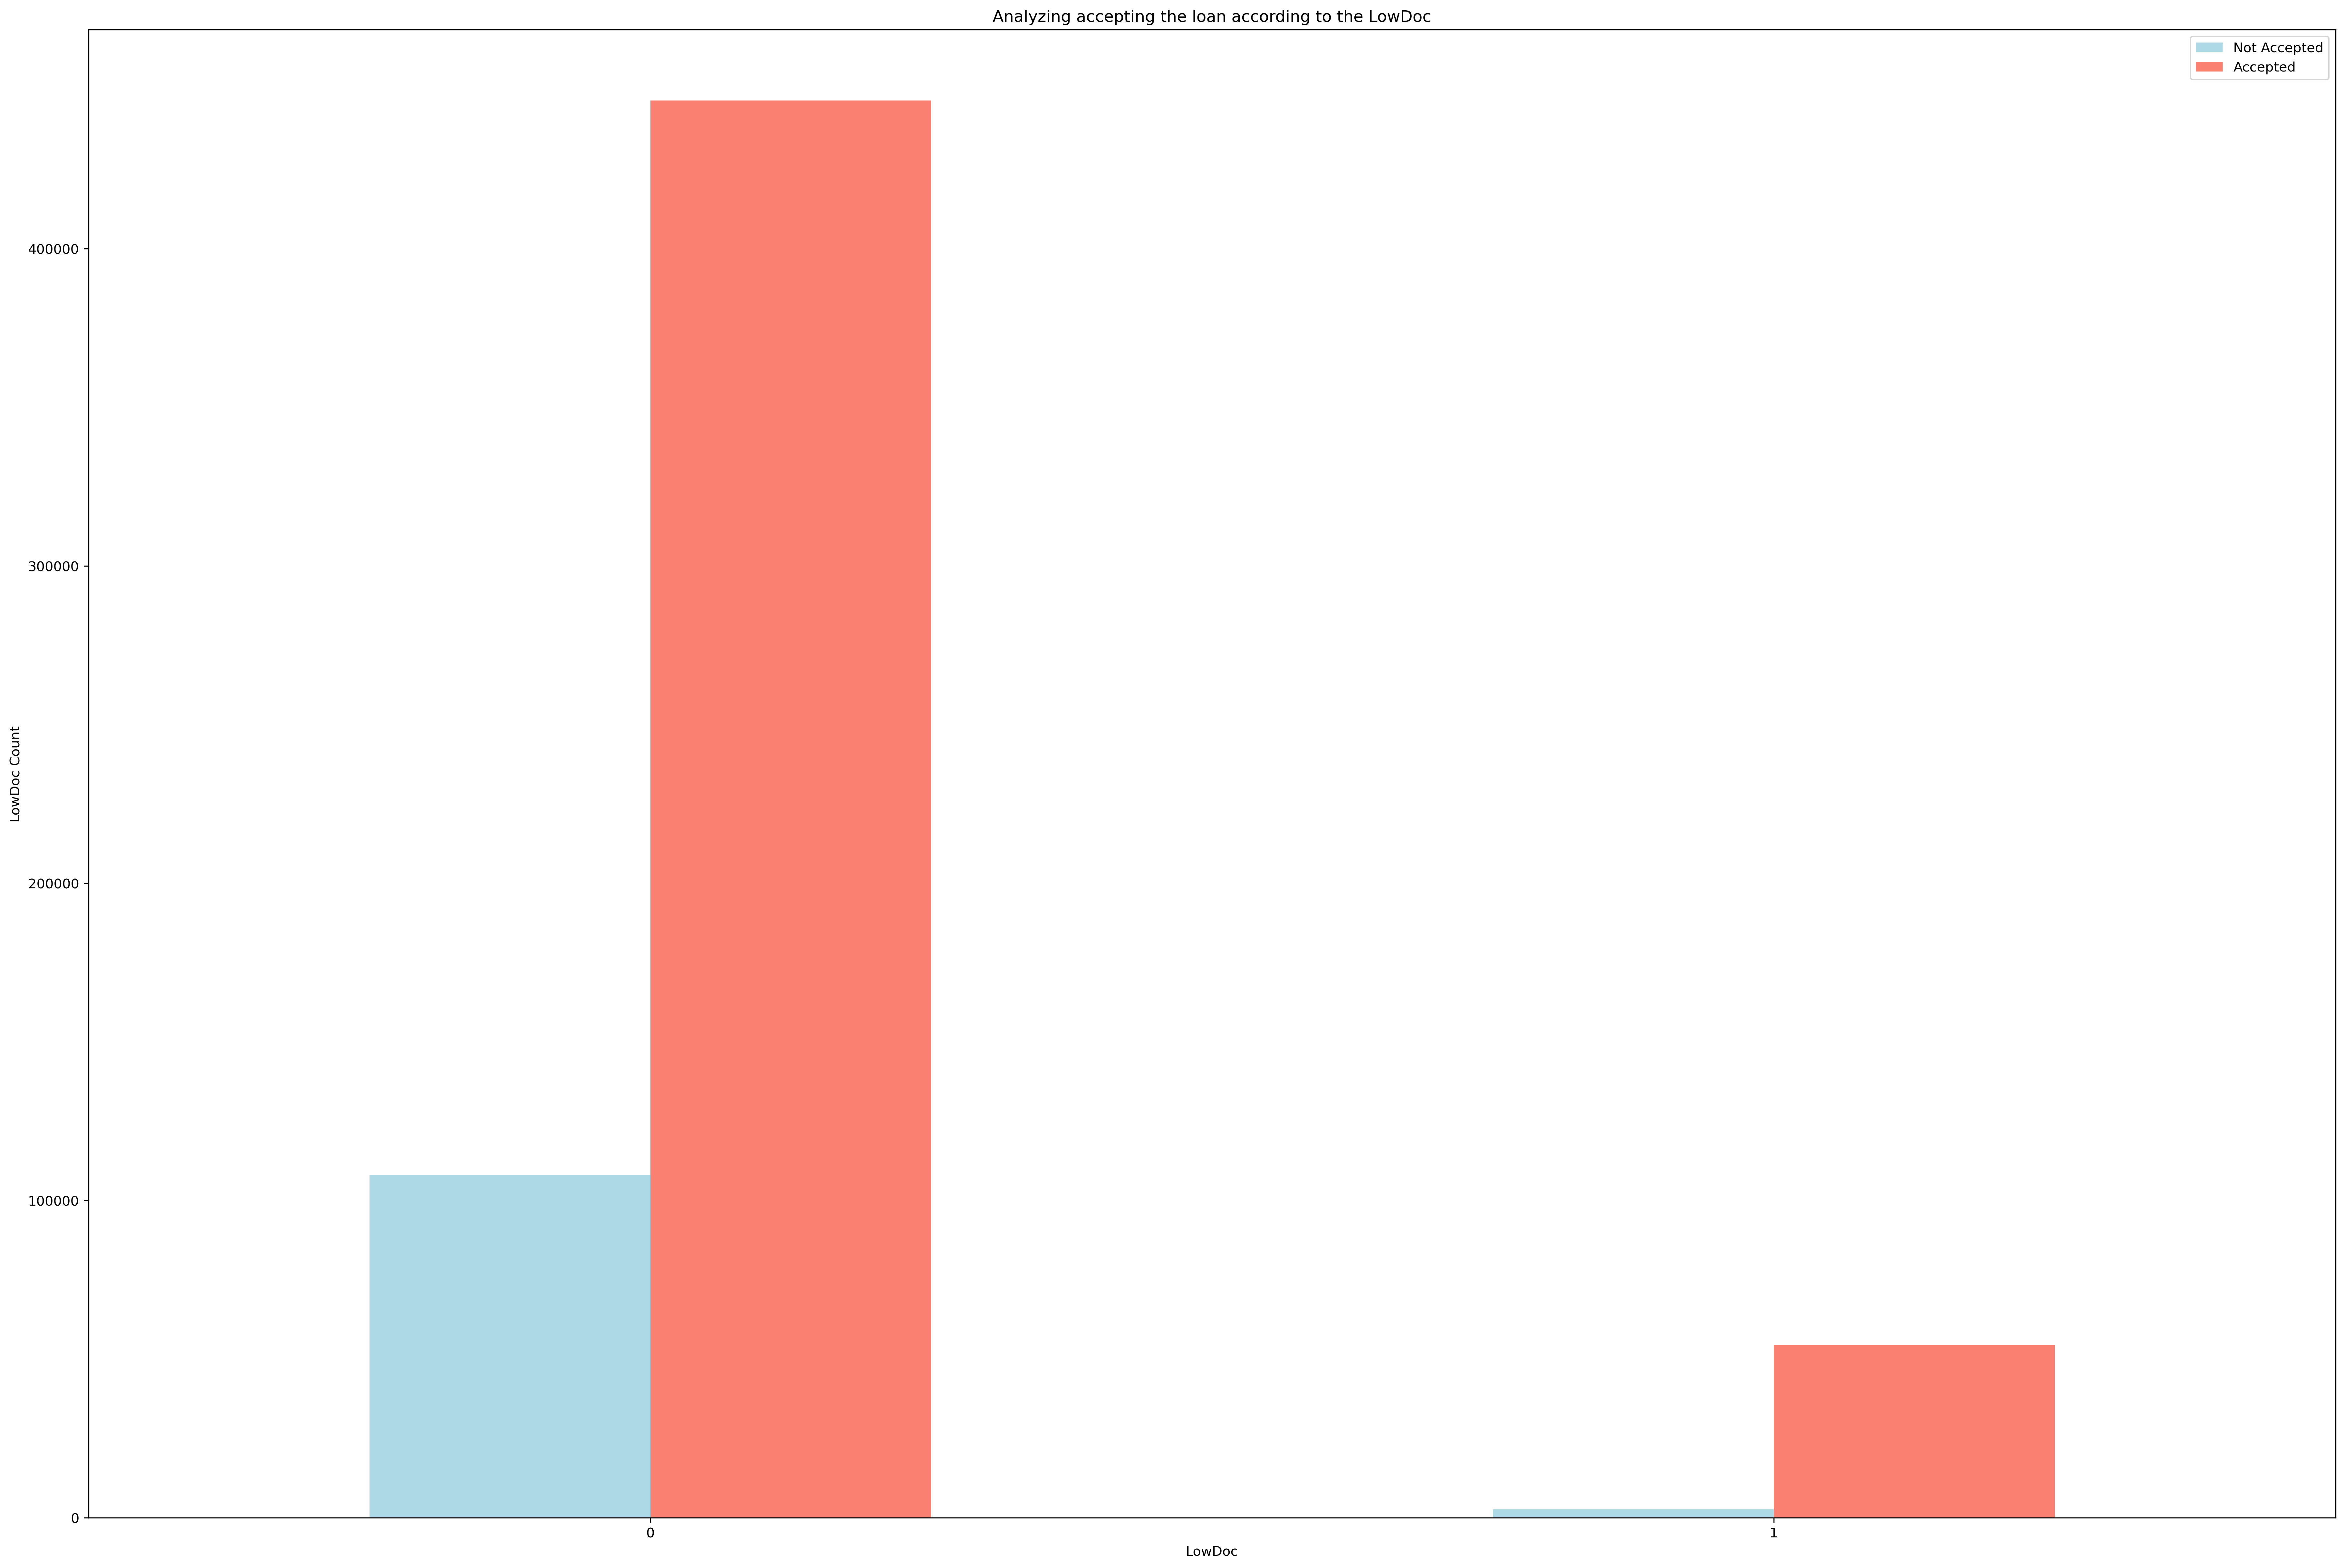 Analyzing accepting the loan according to the LowDoc
Not Accepted
Accepted
400000
300000
200000
100000
0
LowDoc Count
0
1
LowDoc